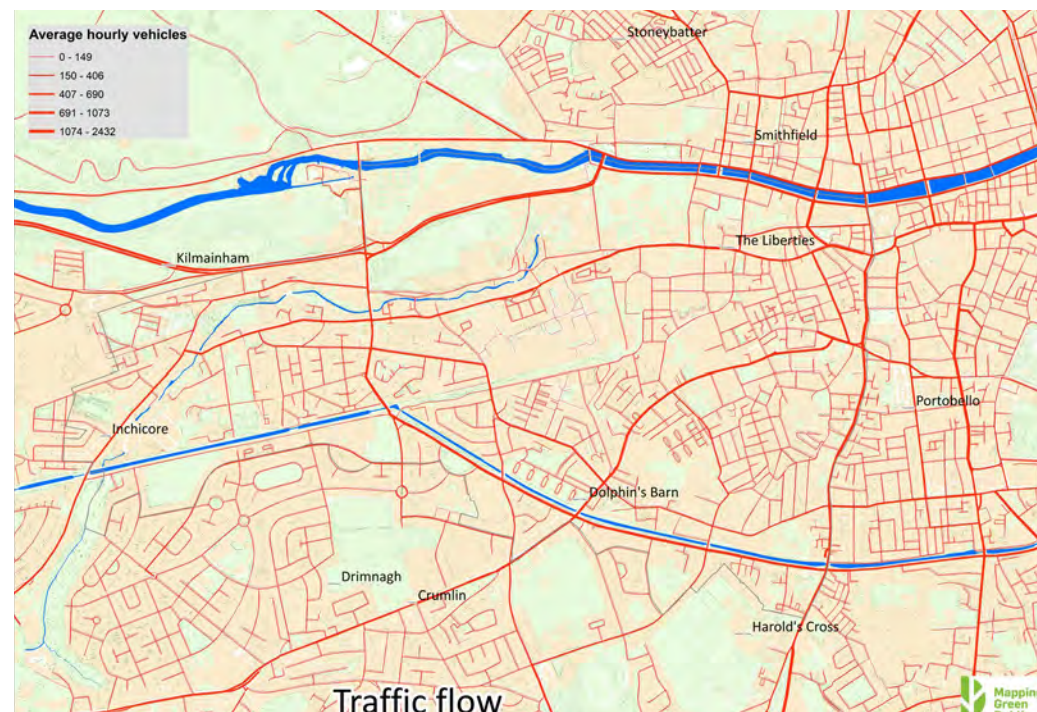 Average hourly vehicles
0 - 149
150 - 406
407 - 690
691 - 1073
1074 - 2432
Stoneybatter
Smithfield
The Liberties
Kilmainham
Portobello
Inchicore
Dolphin's Barn
Drimnagh
Crumlin
Harold's Cross
Traffic flow
Mappin
Green